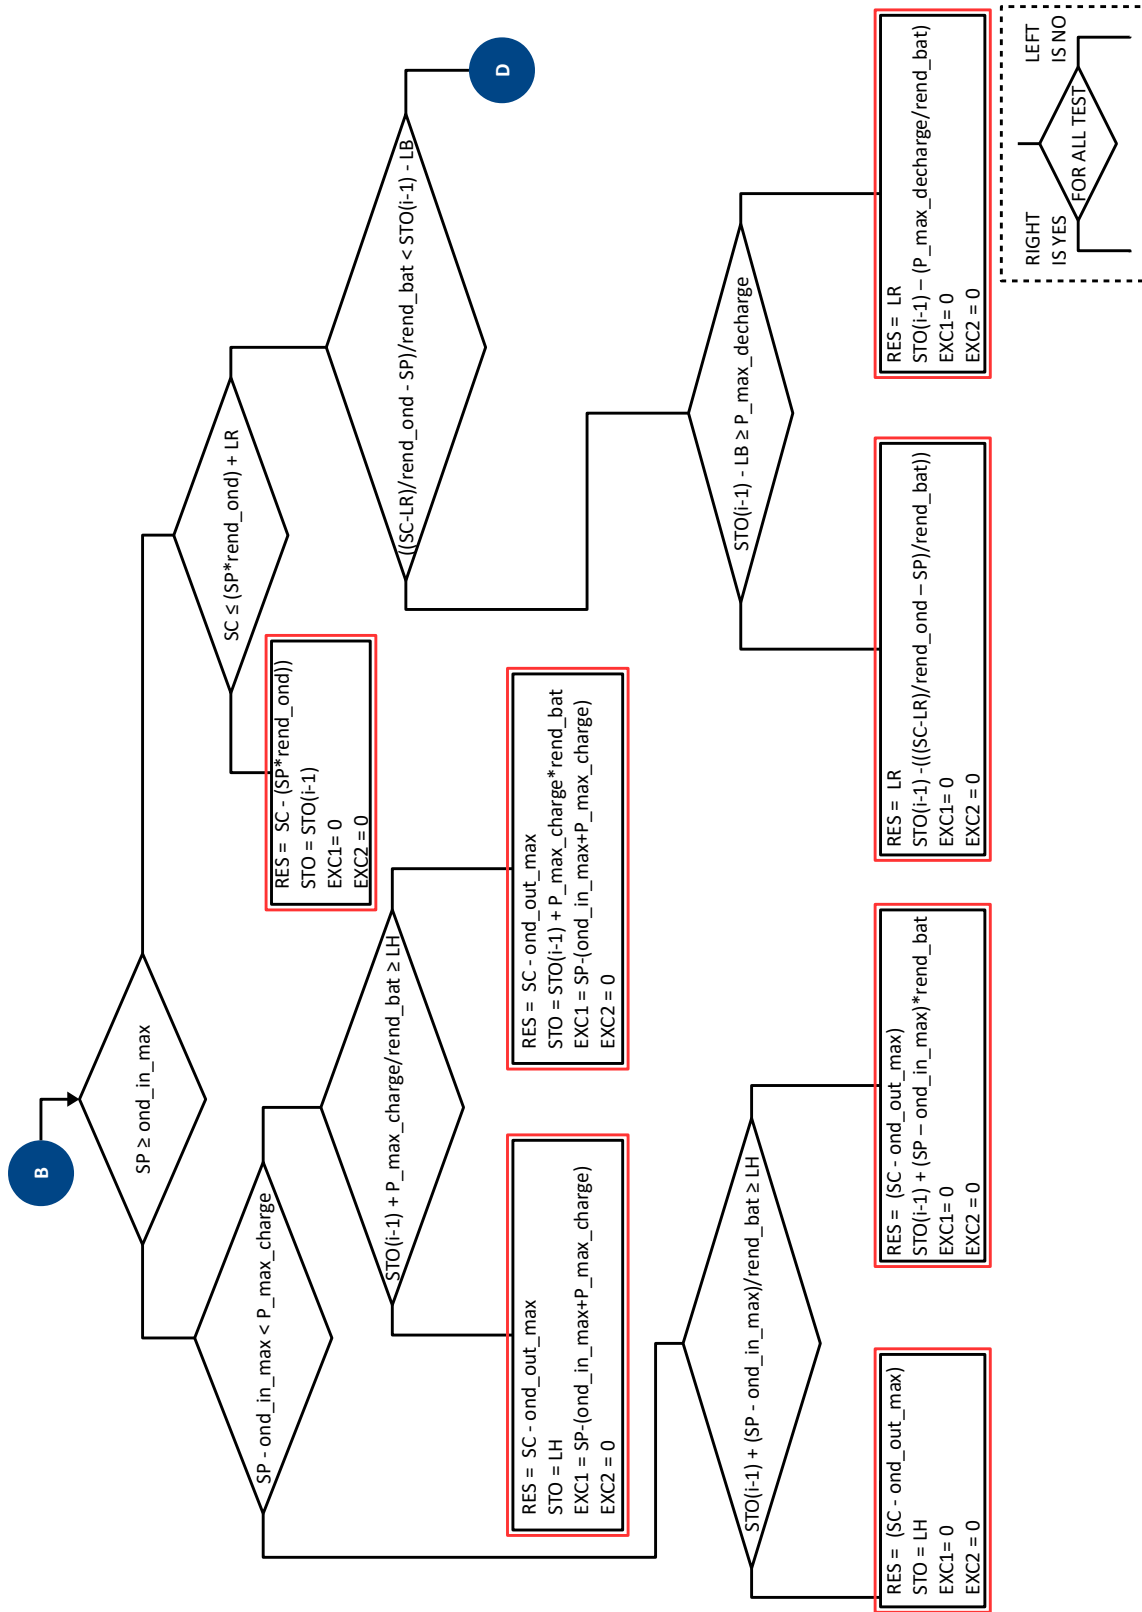 B
SP ≥ ond_in_max
SC ≤ (SP*rend_ond) + LR
SP - ond_in_max < P_max_charge
RES = SC - (SP*rend_ond))
STO = STO(i-1)
EXC1= 0
EXC2 = 0
STO(i-1) + P_max_charge/rend_bat ≥ LH
((SC-LR)/rend_ond - SP)/rend_bat < STO(i-1) - LB
D
RES = SC - ond_out_max
STO = LH
EXC1 = SP-(ond_in_max+P_max_charge)
EXC2 = 0
RES = SC - ond_out_max
STO = STO(i-1) + P_max_charge*rend_bat
EXC1 = SP-(ond_in_max+P_max_charge)
EXC2 = 0
STO(i-1) + (SP - ond_in_max)/rend_bat ≥ LH
STO(i-1) - LB ≥ P_max_decharge
RES = (SC - ond_out_max)
STO = LH
EXC1= 0
EXC2 = 0
RES = (SC - ond_out_max)
STO(i-1) + (SP – ond_in_max)*rend_bat
EXC1= 0
EXC2 = 0
RES = LR
STO(i-1) -(((SC-LR)/rend_ond – SP)/rend_bat))
EXC1= 0
EXC2 = 0
RES = LR
STO(i-1) – (P_max_decharge/rend_bat)
EXC1= 0
EXC2 = 0
RIGHT
IS YES
LEFT
IS NO
FOR ALL TEST